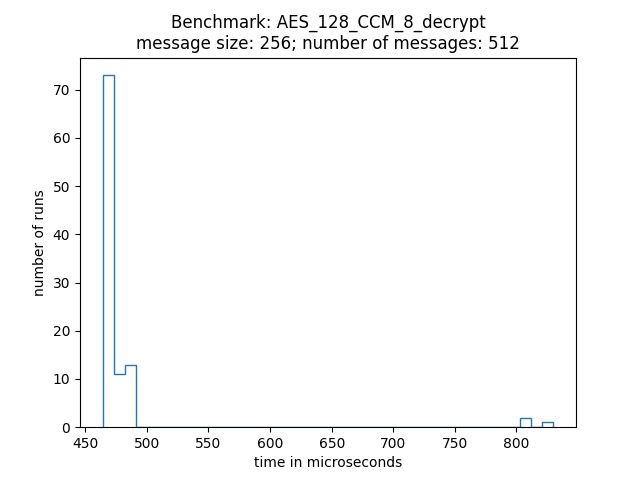 Benchmark: AES_128_CCM_8_decrypt
message size: 256; number of messages: 512
70
60
50
40
30
20
10
0
number of runs
450 500 550 600 650 700 750 800
time in microseconds